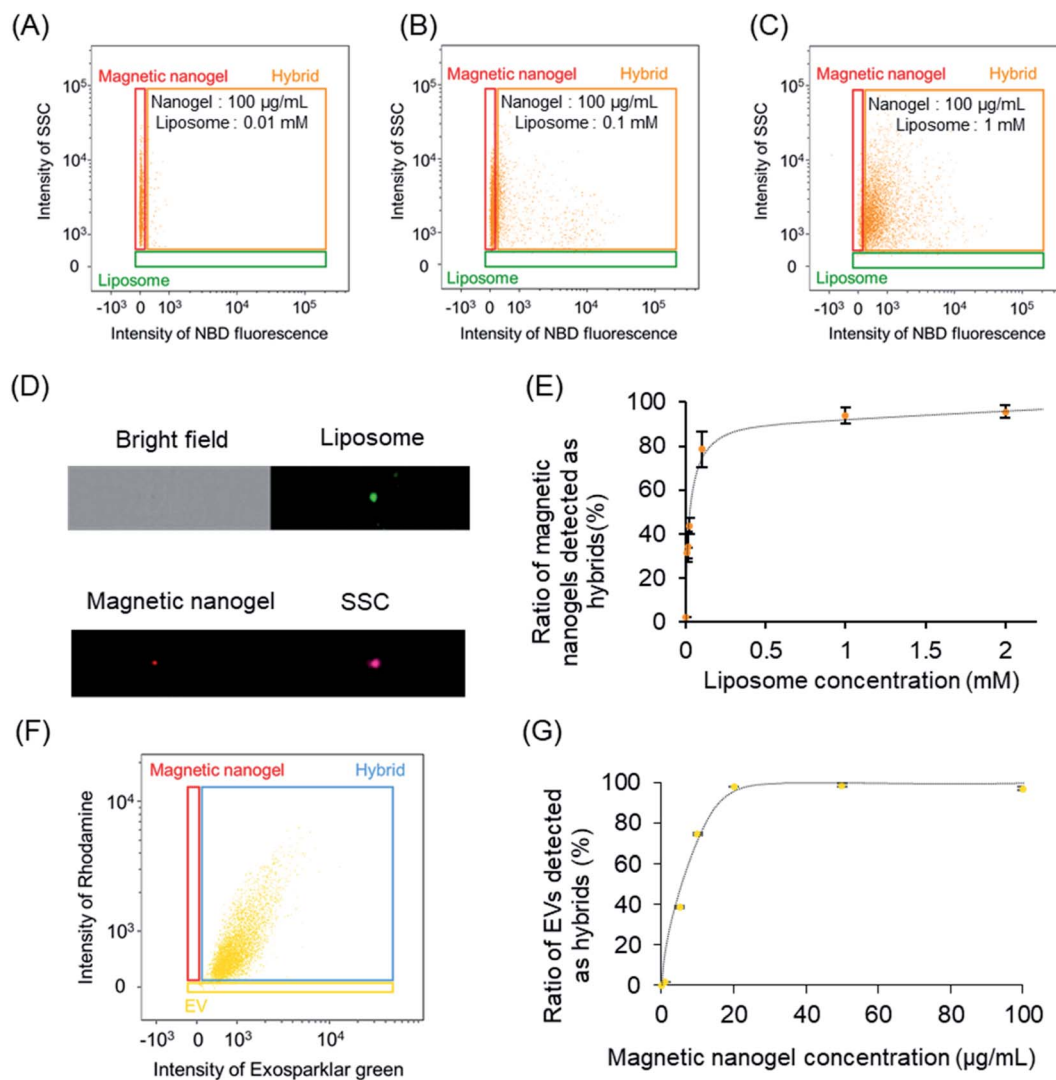 (A)
Magnetic nanogel Hybrid
Nanogel : 100 µg/mL
Liposome : 0.01 mM
Intensity of SSC
10⁵
10⁴
10³
0
Liposome
-10³ 0 10³ 10⁴ 10⁵
Intensity of NBD fluorescence
(B)
Magnetic nanogel Hybrid
Nanogel : 100 µg/mL
Liposome : 0.1 mM
Intensity of SSC
10⁵
10⁴
10³
0
Liposome
-10³ 0 10³ 10⁴ 10⁵
Intensity of NBD fluorescence
(C)
Magnetic nanogel Hybrid
Nanogel : 100 µg/mL
Liposome : 1 mM
Intensity of SSC
10⁵
10⁴
10³
0
Liposome
-10³ 0 10³ 10⁴ 10⁵
Intensity of NBD fluorescence
(D)
Bright field Liposome
Magnetic nanogel SSC
(E)
Ratio of magnetic
nanogels detected as
hybrids(%)
100
80
60
40
20
0
0 0.5 1 1.5 2
Liposome concentration (mM)
(F)
Magnetic nanogel Hybrid
Intensity of Rhodamine
10⁴
10³
0
EV
-10³ 0 10³ 10⁴
Intensity of Exosparklar green
(G)
Ratio of EVs detected
as hybrids (%)
100
80
60
40
20
0
0 20 40 60 80 100
Magnetic nanogel concentration (µg/mL)